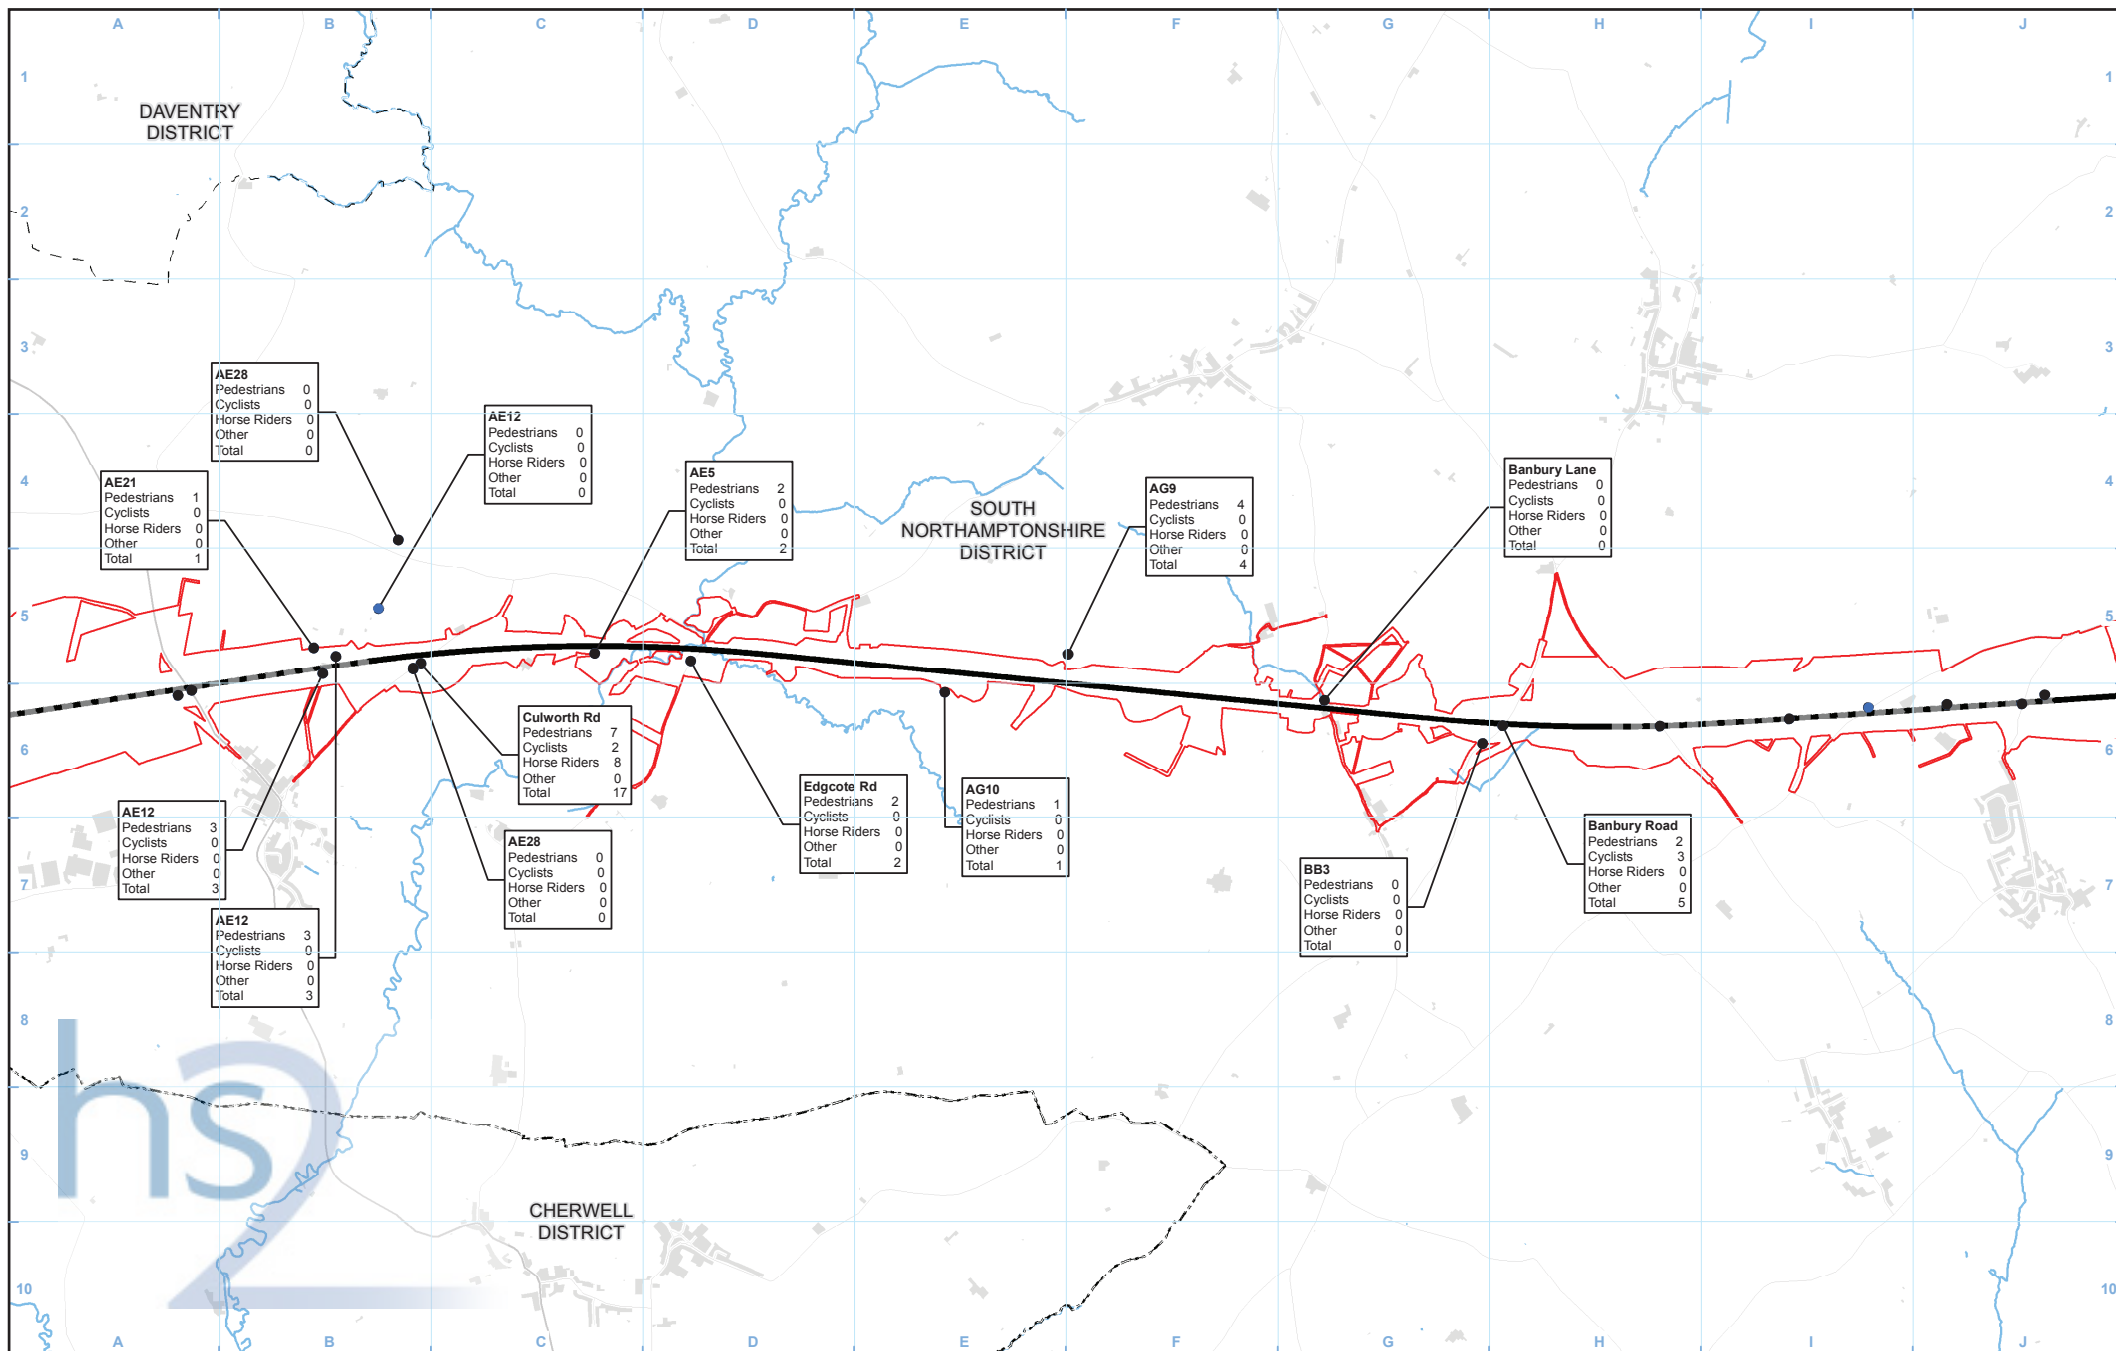 A B C D E F G H I J
1 1
DAVENTRY
DISTRICT
2 2
3 3
AE28
Pedestrians 0
Cyclists 0
Horse Riders 0
Other 0
Total 0
AE12
Pedestrians 0
Cyclists 0
Horse Riders 0
Other 0
Total 0
AE21
Pedestrians 1
Cyclists 0
Horse Riders 0
Other 0
Total 1
AE5
Pedestrians 2
Cyclists 0
Horse Riders 0
Other 0
Total 2
4 4
SOUTH
NORTHAMPTONSHIRE
DISTRICT
AG9
Pedestrians 4
Cyclists 0
Horse Riders 0
Other 0
Total 4
Banbury Lane
Pedestrians 0
Cyclists 0
Horse Riders 0
Other 0
Total 0
5 5
6 6
Culworth Rd
Pedestrians 7
Cyclists 2
Horse Riders 8
Other 0
Total 17
Edgcote Rd
Pedestrians 2
Cyclists 0
Horse Riders 0
Other 0
Total 2
AG10
Pedestrians 1
Cyclists 0
Horse Riders 0
Other 0
Total 1
AE12
Pedestrians 3
Cyclists 0
Horse Riders 0
Other 0
Total 3
AE28
Pedestrians 0
Cyclists 0
Horse Riders 0
Other 0
Total 0
Banbury Road
Pedestrians 2
Cyclists 3
Horse Riders 0
Other 0
Total 5
BB3
Pedestrians 0
Cyclists 0
Horse Riders 0
Other 0
Total 0
7 7
AE12
Pedestrians 3
Cyclists 0
Horse Riders 0
Other 0
Total 3
8 8
hs2
9 9
CHERWELL
DISTRICT
10 10
A B C D E F G H I J